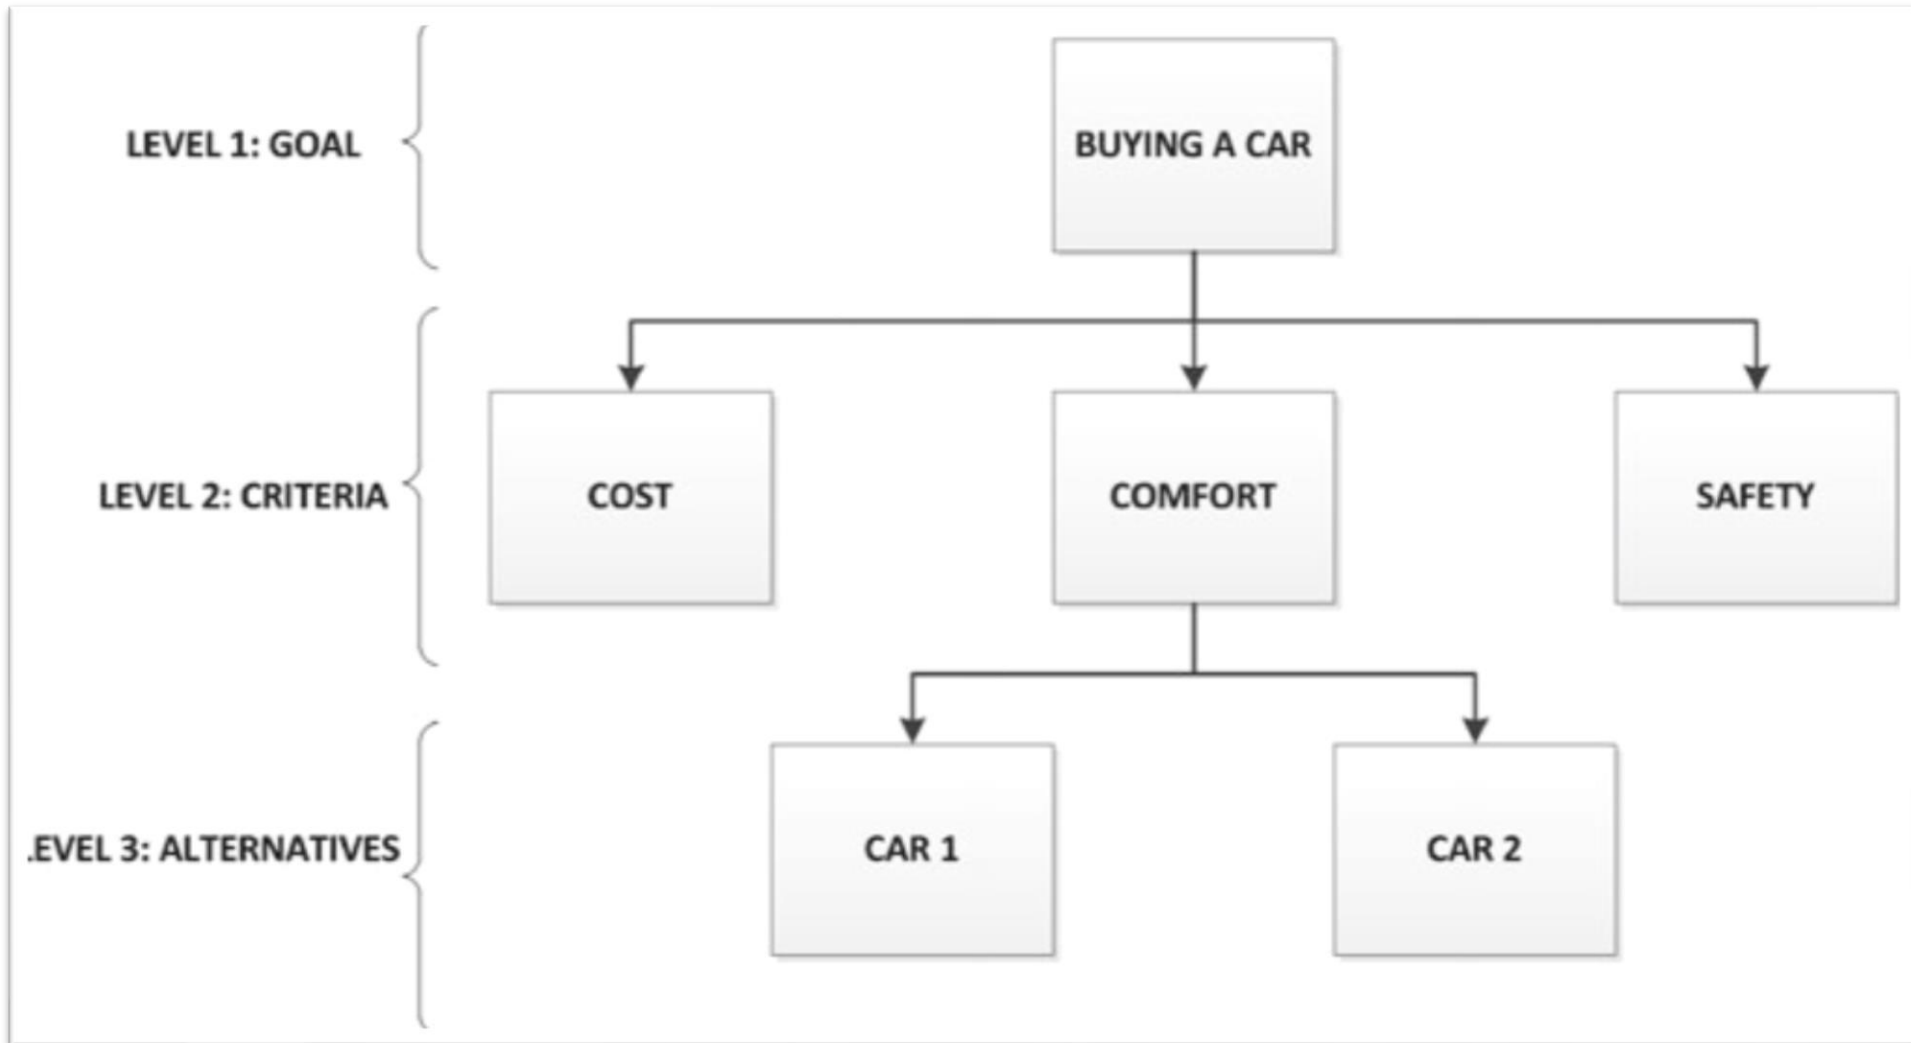 LEVEL 1: GOAL
BUYING A CAR
LEVEL 2: CRITERIA
COST
COMFORT
SAFETY
.EVEL 3: ALTERNATIVES
CAR 1
CAR 2